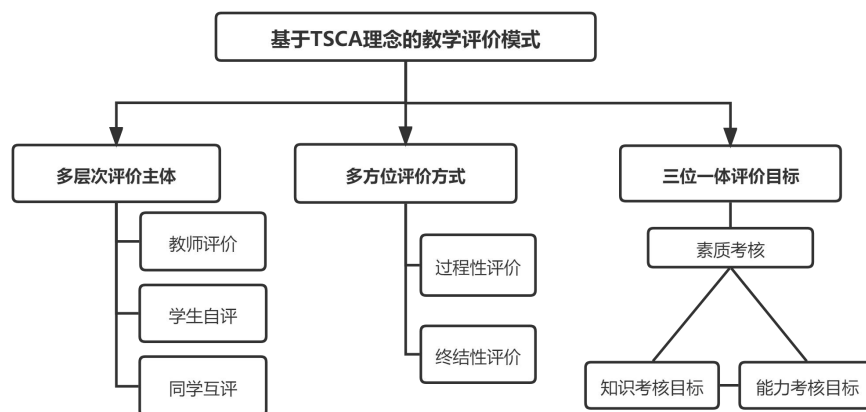 基于TSCA理念的教学评价模式
多层次评价主体
多方位评价方式
三位一体评价目标
教师评价
学生自评
同学互评
过程性评价
终结性评价
素质考核
知识考核目标
能力考核目标